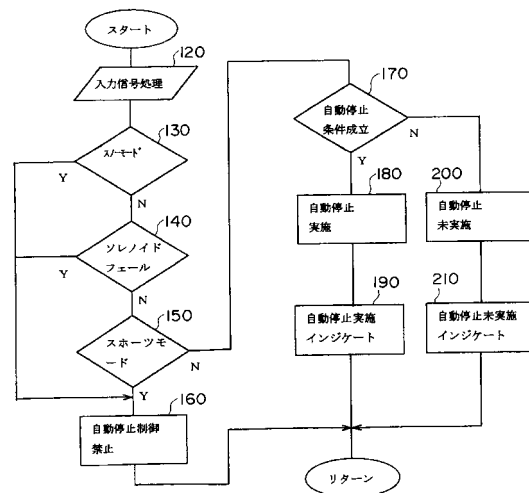 スタート
120
入力信号処理
130
スノーモード
Y
N
140
ソレノイド
フェール
Y
N
150
スホーツモ
ード
N
Y
160
自動停止制御
禁止
170
自動停止
条件成立
N
Y
180
自動停止
実施
200
自動停止
未実施
190
自動停止実施
インジケート
210
自動停止未実施
インジケート
リターン